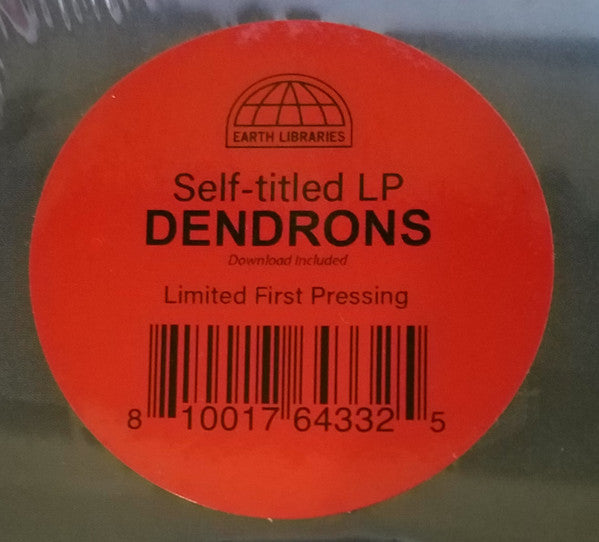 EARTH LIBRARIES
Self-titled LP
DENDRONS
Download Included
Limited First Pressing
8 10017 64332 5